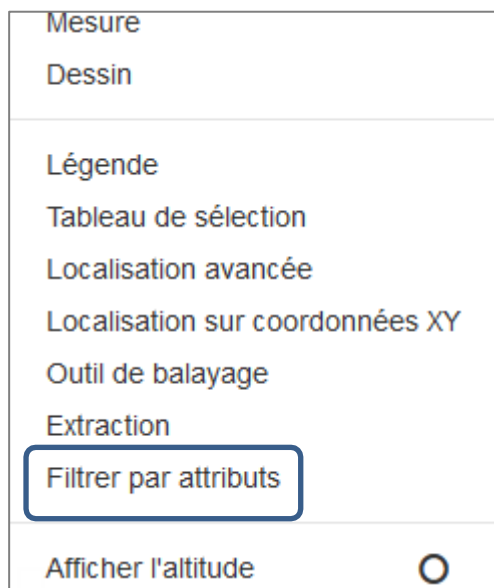 Mesure
Dessin
Légende
Tableau de sélection
Localisation avancée
Localisation sur coordonnées XY
Outil de balayage
Extraction
Filtrer par attributs
Afficher l'altitude